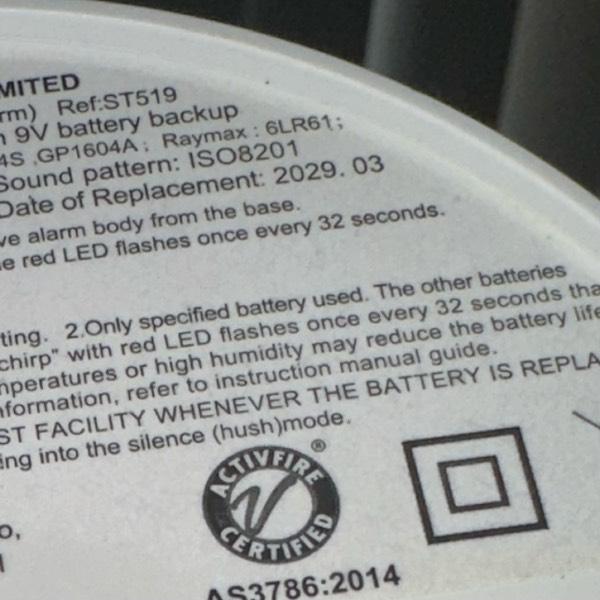 MITED
rm) Ref:ST519
9V battery backup
4S ,GP1604A; Raymax : 6LR61;
Sound pattern: ISO8201
Date of Replacement: 2029. 03
ve alarm body from the base.
e red LED flashes once every 32 seconds.
ting. 2.Only specified battery used. The other batteries
chirp" with red LED flashes once every 32 seconds tha
nperatures or high humidity may reduce the battery life
nformation, refer to instruction manual guide.
ST FACILITY WHENEVER THE BATTERY IS REPLA
ing into the silence (hush)mode.
ACTIVFIRE ®
CERTIFIED
o,
AS3786:2014